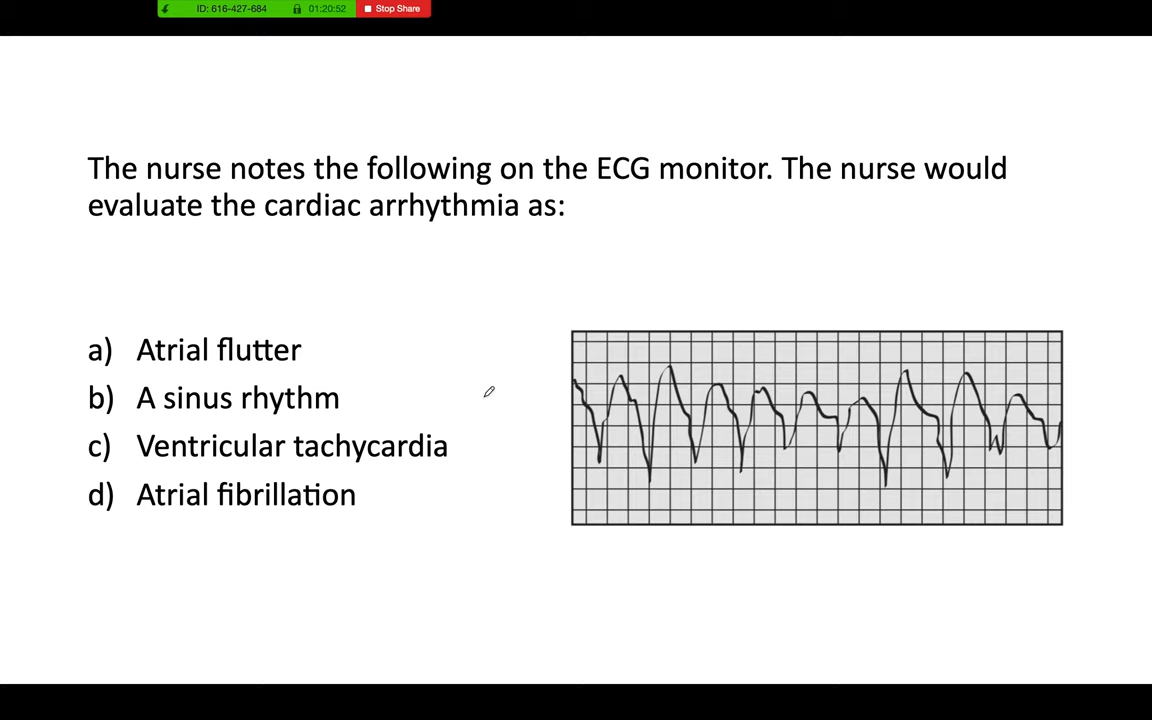 ID: 616-427-684 01:20:52 Stop Share
The nurse notes the following on the ECG monitor. The nurse would
evaluate the cardiac arrhythmia as:
a) Atrial flutter
b) A sinus rhythm
c) Ventricular tachycardia
d) Atrial fibrillation